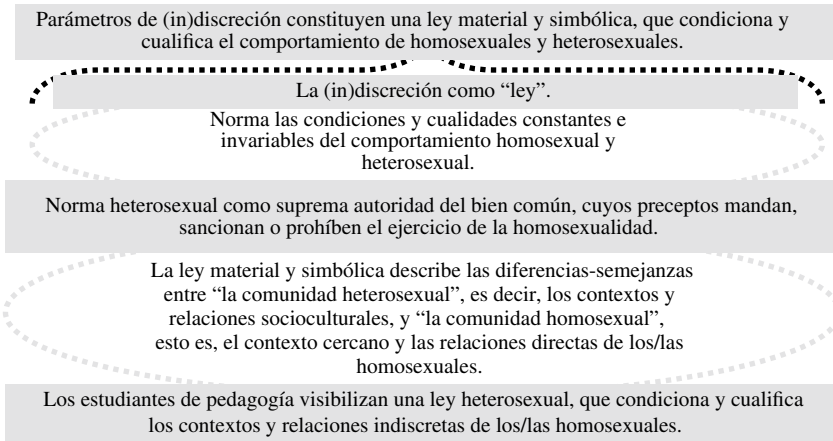 Parámetros de (in)discreción constituyen una ley material y simbólica, que condiciona y
cualifica el comportamiento de homosexuales y heterosexuales.
La (in)discreción como “ley”.
Norma las condiciones y cualidades constantes e
invariables del comportamiento homosexual y
heterosexual.
Norma heterosexual como suprema autoridad del bien común, cuyos preceptos mandan,
sancionan o prohíben el ejercicio de la homosexualidad.
La ley material y simbólica describe las diferencias-semejanzas
entre “la comunidad heterosexual”, es decir, los contextos y
relaciones socioculturales, y “la comunidad homosexual”,
esto es, el contexto cercano y las relaciones directas de los/las
homosexuales.
Los estudiantes de pedagogía visibilizan una ley heterosexual, que condiciona y cualifica
los contextos y relaciones indiscretas de los/las homosexuales.